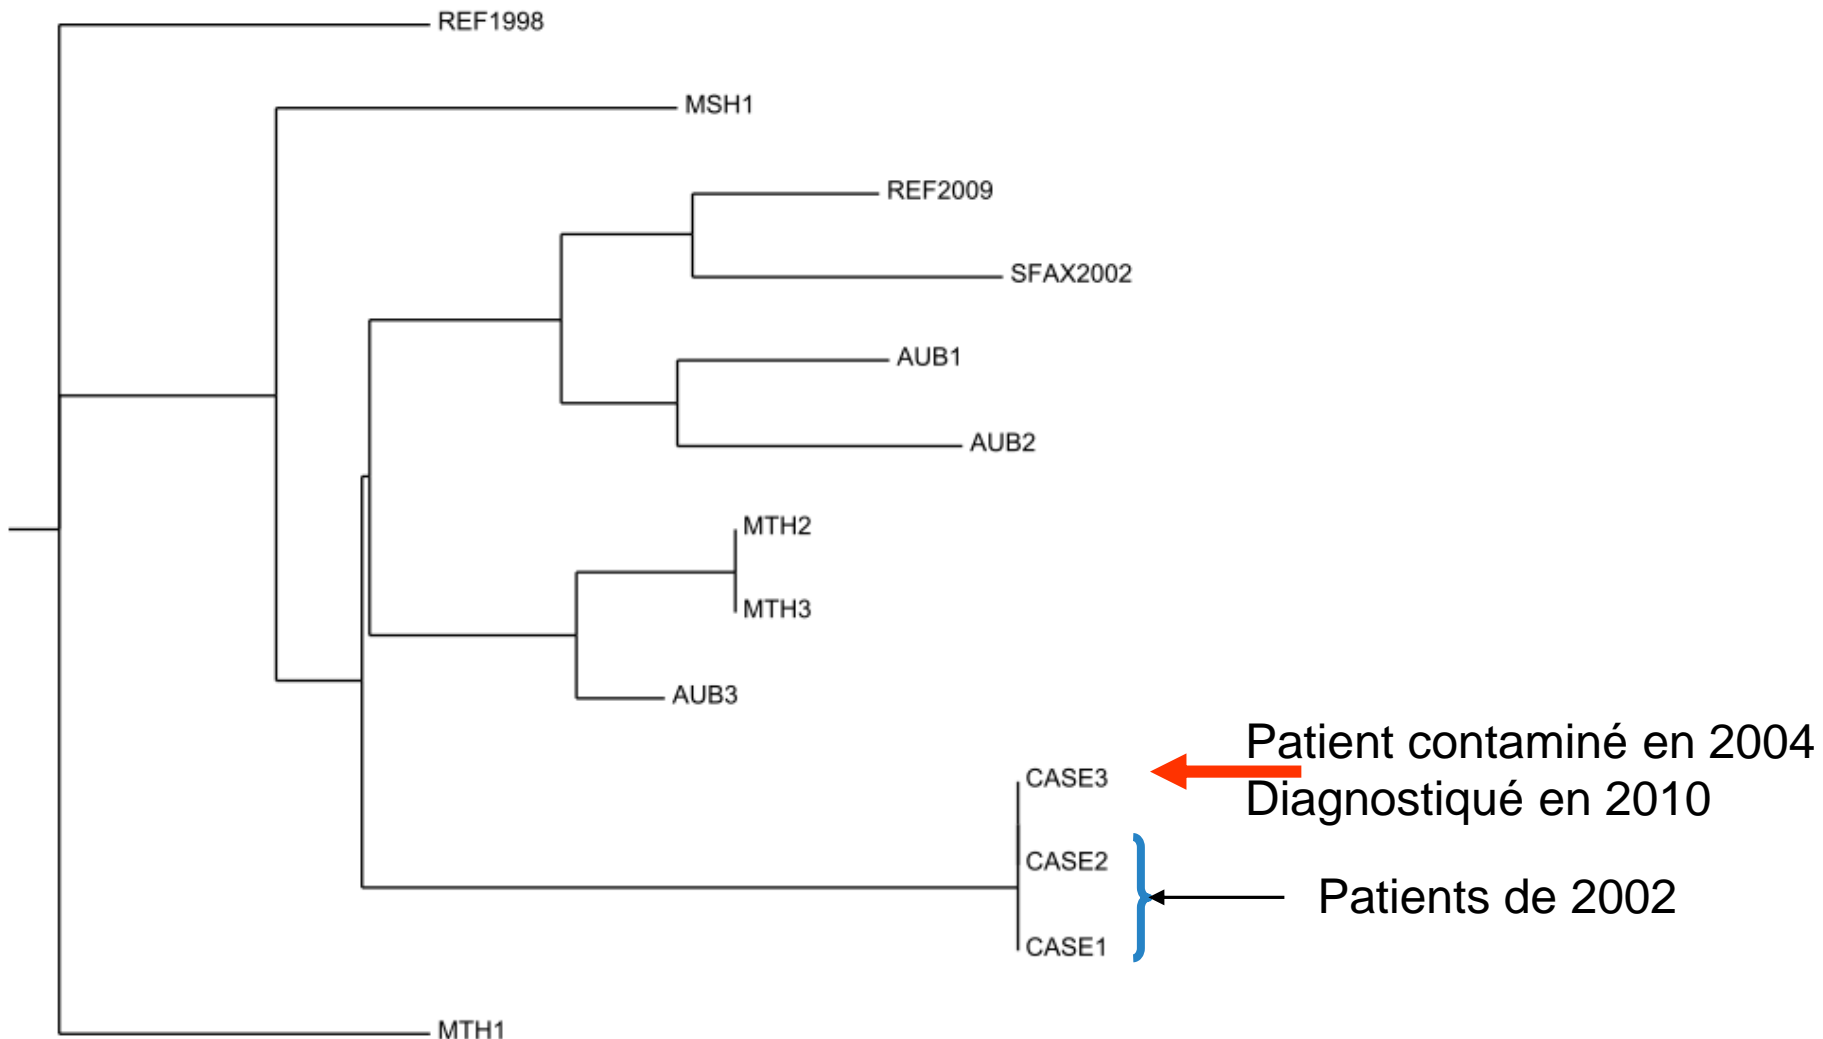 REF1998
MSH1
REF2009
SFAX2002
AUB1
AUB2
MTH2
MTH3
AUB3
Patient contaminé en 2004
CASE3
Diagnostiqué en 2010
CASE2
Patients de 2002
CASE1
MTH1